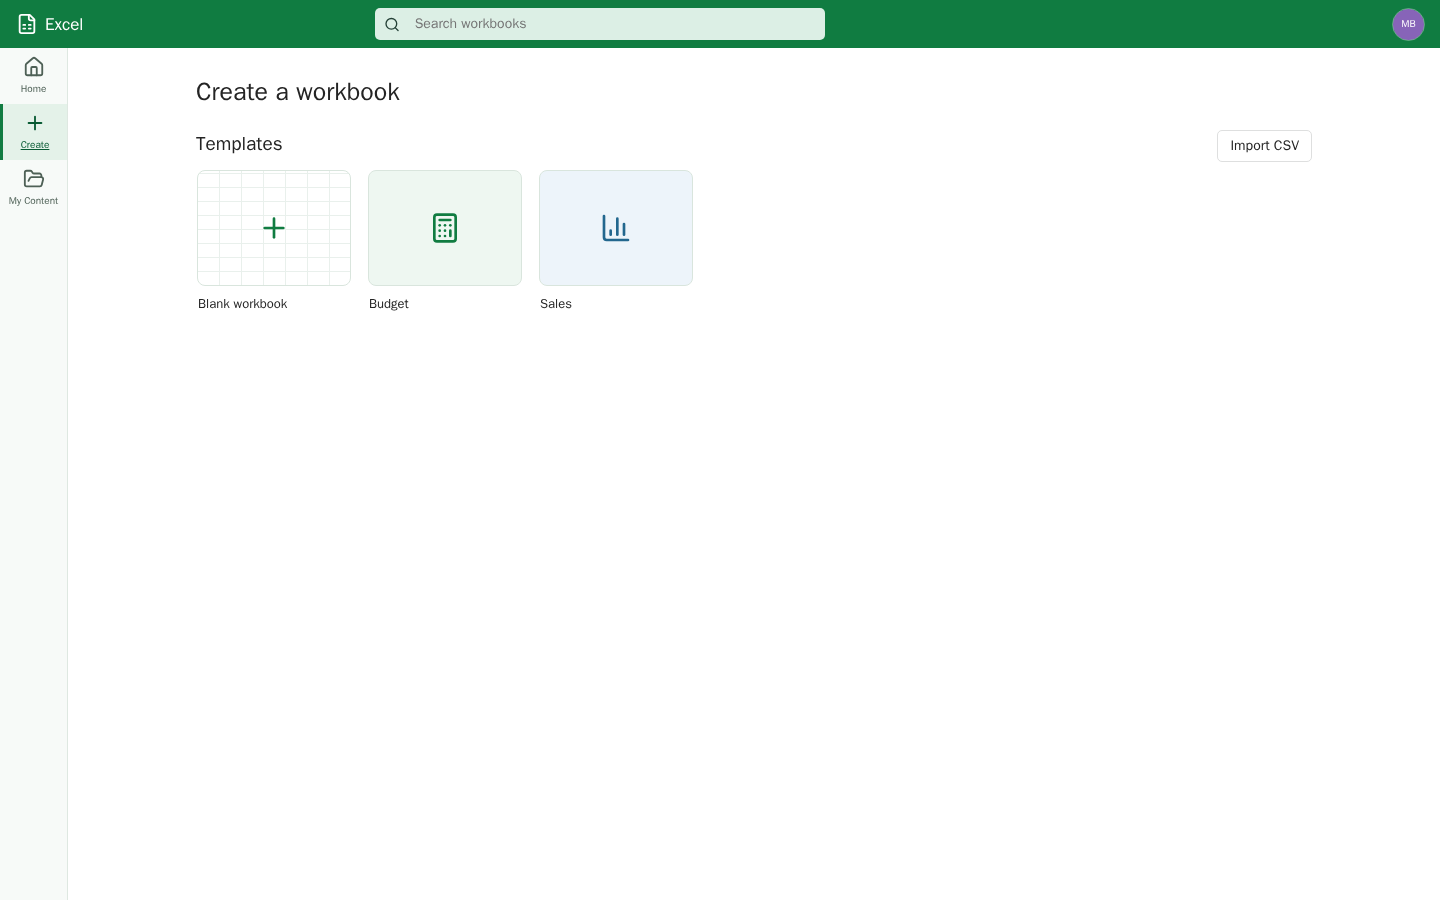 Excel
Search workbooks
MB
Home
Create
My Content
Create a workbook
Templates
Import CSV
Blank workbook
Budget
Sales